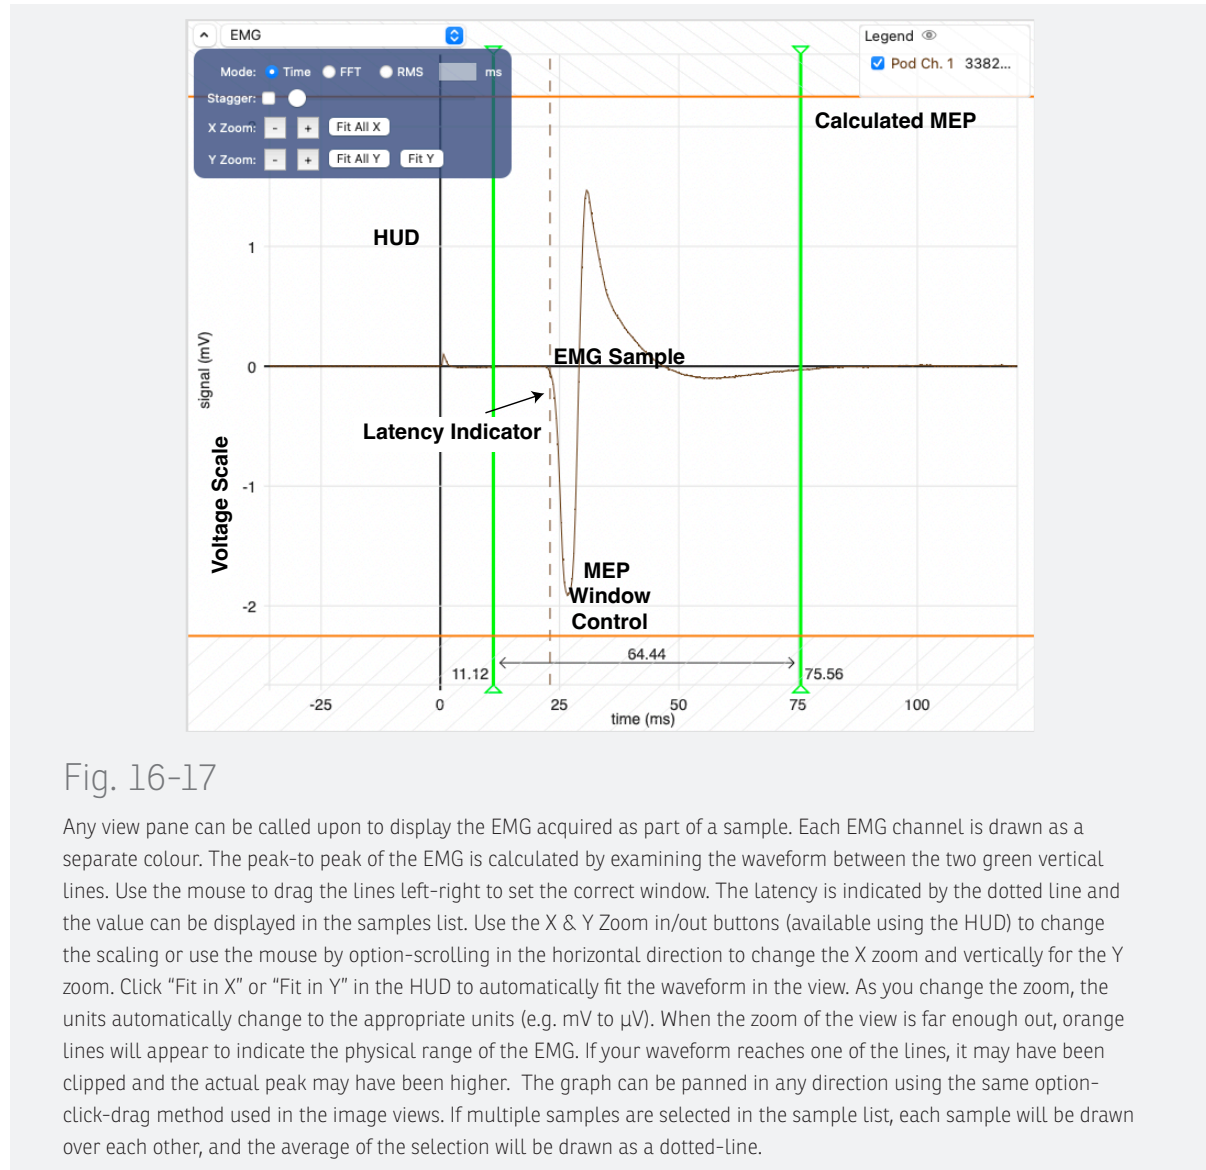 EMG
Legend
Mode: Time FFT RMS ms
Pod Ch. 1 3382...
Stagger:
Calculated MEP
X Zoom: - + Fit All X
Y Zoom: - + Fit All Y Fit Y
HUD
1
EMG Sample
0
signal (mV)
Latency Indicator
Voltage Scale
-1
MEP
Window
Control
-2
64.44
11.12
75.56
-25 0 25 50 75 100
time (ms)
Fig. 16-17
Any view pane can be called upon to display the EMG acquired as part of a sample. Each EMG channel is drawn as a
separate colour. The peak-to peak of the EMG is calculated by examining the waveform between the two green vertical
lines. Use the mouse to drag the lines left-right to set the correct window. The latency is indicated by the dotted line and
the value can be displayed in the samples list. Use the X & Y Zoom in/out buttons (available using the HUD) to change
the scaling or use the mouse by option-scrolling in the horizontal direction to change the X zoom and vertically for the Y
zoom. Click “Fit in X” or “Fit in Y” in the HUD to automatically fit the waveform in the view. As you change the zoom, the
units automatically change to the appropriate units (e.g. mV to μV). When the zoom of the view is far enough out, orange
lines will appear to indicate the physical range of the EMG. If your waveform reaches one of the lines, it may have been
clipped and the actual peak may have been higher.  The graph can be panned in any direction using the same option-
click-drag method used in the image views. If multiple samples are selected in the sample list, each sample will be drawn
over each other, and the average of the selection will be drawn as a dotted-line.